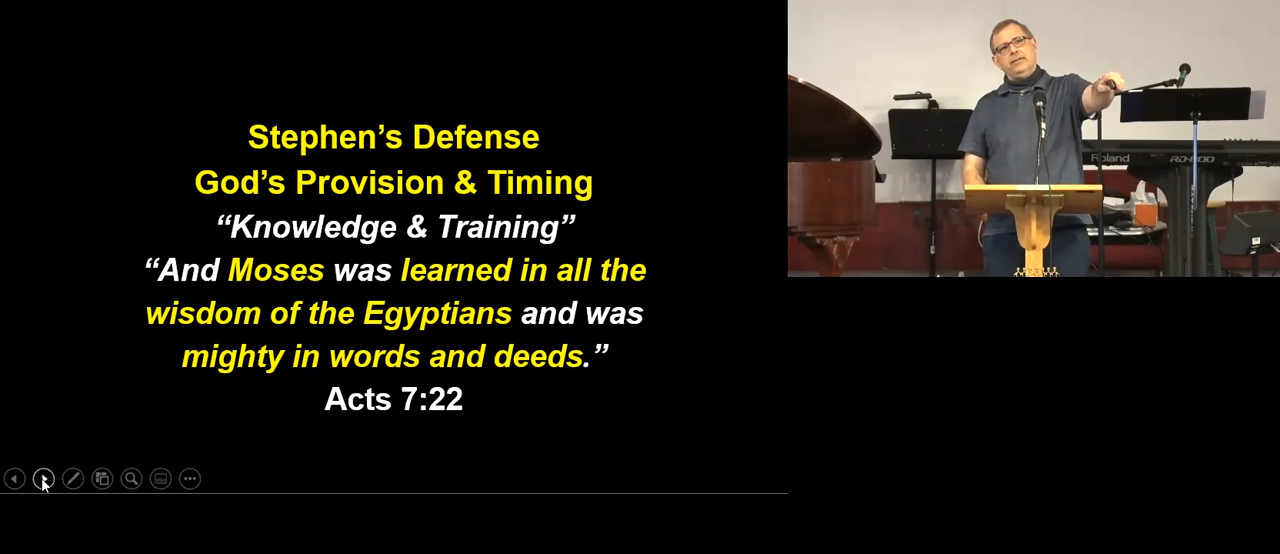 Stephen’s Defense
God’s Provision & Timing
“Knowledge & Training”
“And Moses was learned in all the
wisdom of the Egyptians and was
mighty in words and deeds.”
Acts 7:22
Roland